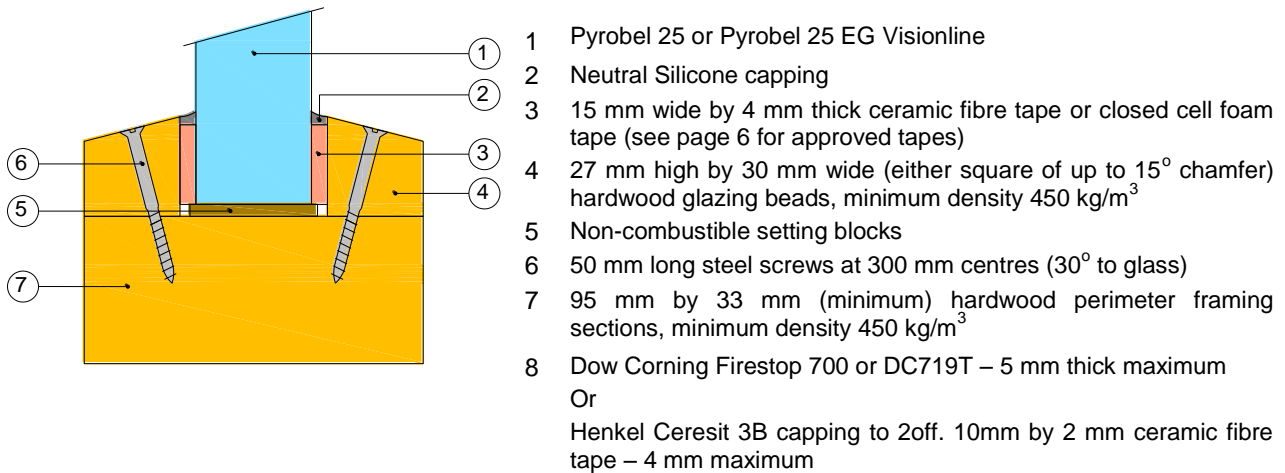 1
2
3
4
5
6
7
1 Pyrobel 25 or Pyrobel 25 EG Visionline
2 Neutral Silicone capping
3 15 mm wide by 4 mm thick ceramic fibre tape or closed cell foam
tape (see page 6 for approved tapes)
4 27 mm high by 30 mm wide (either square of up to 15° chamfer)
hardwood glazing beads, minimum density 450 kg/m³
5 Non-combustible setting blocks
6 50 mm long steel screws at 300 mm centres (30° to glass)
7 95 mm by 33 mm (minimum) hardwood perimeter framing
sections, minimum density 450 kg/m³
8 Dow Corning Firestop 700 or DC719T – 5 mm thick maximum
Or
Henkel Ceresit 3B capping to 2off. 10mm by 2 mm ceramic fibre
tape – 4 mm maximum